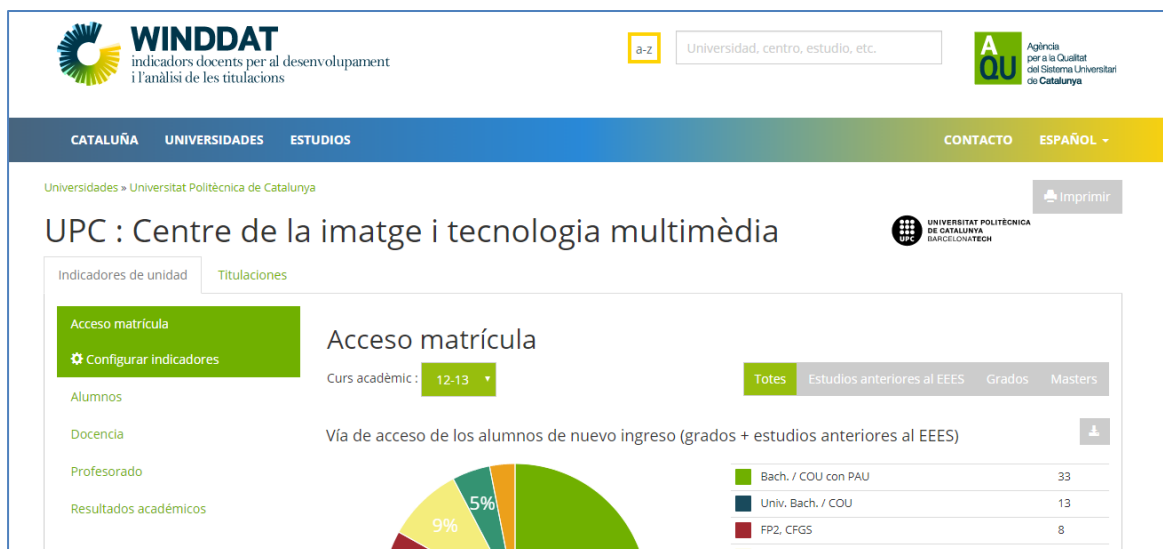 WINDDAT
indicadors docents per al desenvolupament
i l'anàlisi de les titulacions
a-z
Universidad, centro, estudio, etc.
AQU
Agència
per a la Qualitat
del Sistema Universitari
de Catalunya
CATALUÑA UNIVERSIDADES ESTUDIOS CONTACTO ESPAÑOL
Universidades » Universitat Politècnica de Catalunya
Imprimir
UPC : Centre de la imatge i tecnologia multimèdia
UPC
UNIVERSITAT POLITÈCNICA
DE CATALUNYA
BARCELONATECH
Indicadores de unidad Titulaciones
Acceso matrícula
Configurar indicadores
Alumnos
Docencia
Profesorado
Resultados académicos
Acceso matrícula
Curs acadèmic : 12-13
Totes Estudios anteriores al EEES Grados Masters
Vía de acceso de los alumnos de nuevo ingreso (grados + estudios anteriores al EEES)
5%
9%
Bach. / COU con PAU 33
Univ. Bach. / COU 13
FP2, CFGS 8